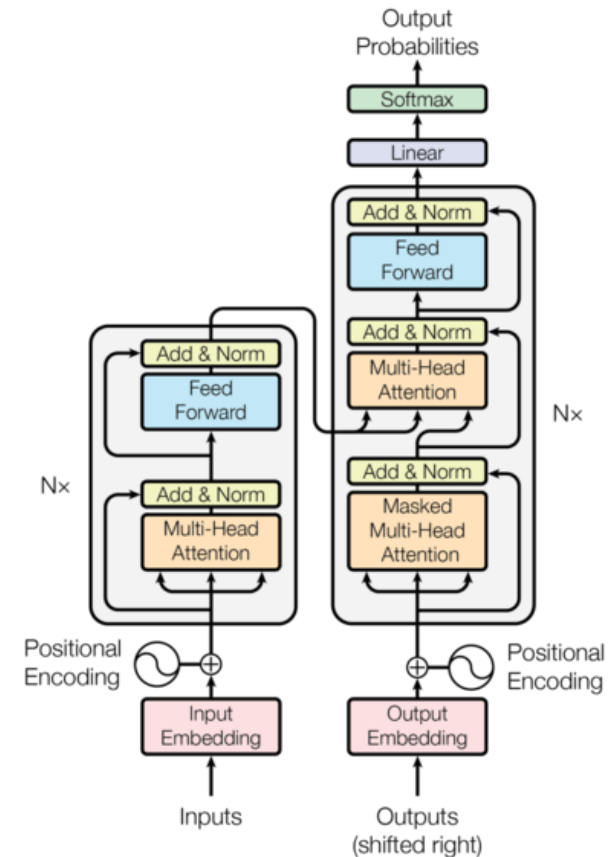 Output
Probabilities
Softmax
Linear
Add & Norm
Feed
Forward
Add & Norm
Multi-Head
Attention
Add & Norm
Masked
Multi-Head
Attention
N×
Positional
Encoding
Output
Embedding
Outputs
(shifted right)
Add & Norm
Feed
Forward
Add & Norm
Multi-Head
Attention
N×
Positional
Encoding
Input
Embedding
Inputs